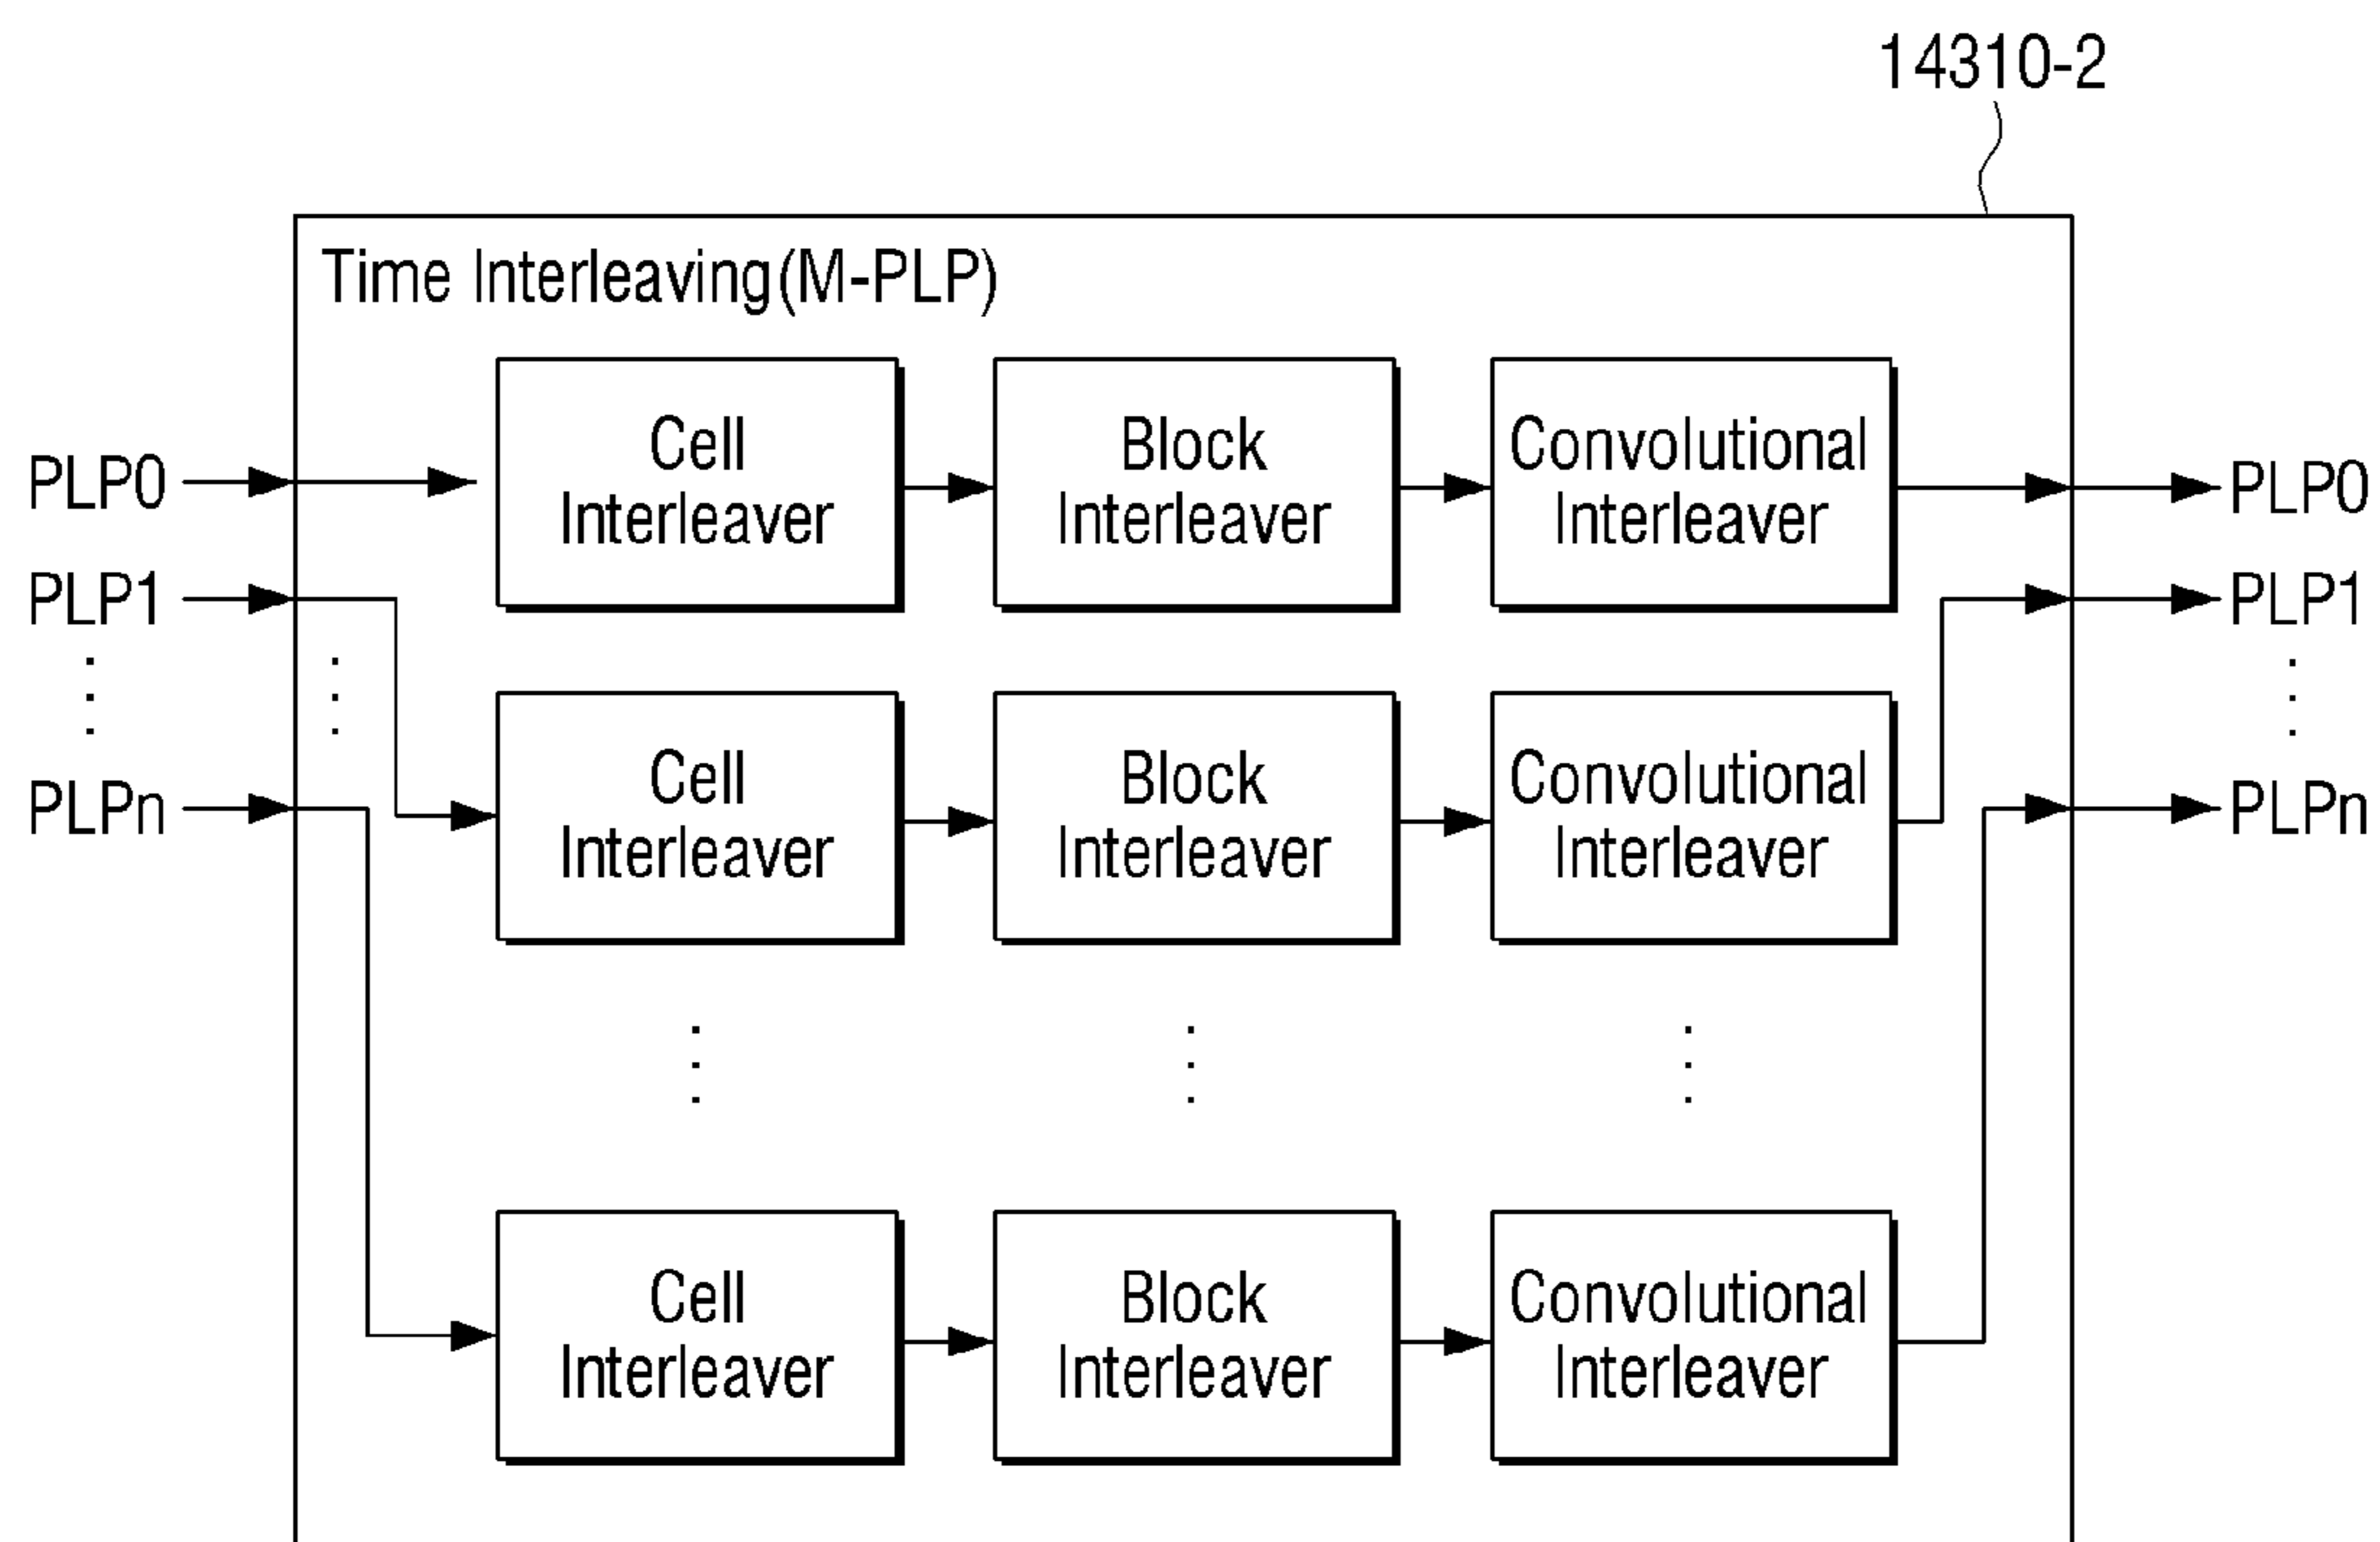 14310-2
Time Interleaving(M-PLP)
Cell
Interleaver
Block
Interleaver
Convolutional
Interleaver
PLP0
PLP0
PLP1
PLP1
Cell
Interleaver
Block
Interleaver
Convolutional
Interleaver
PLPn
PLPn
Cell
Interleaver
Block
Interleaver
Convolutional
Interleaver